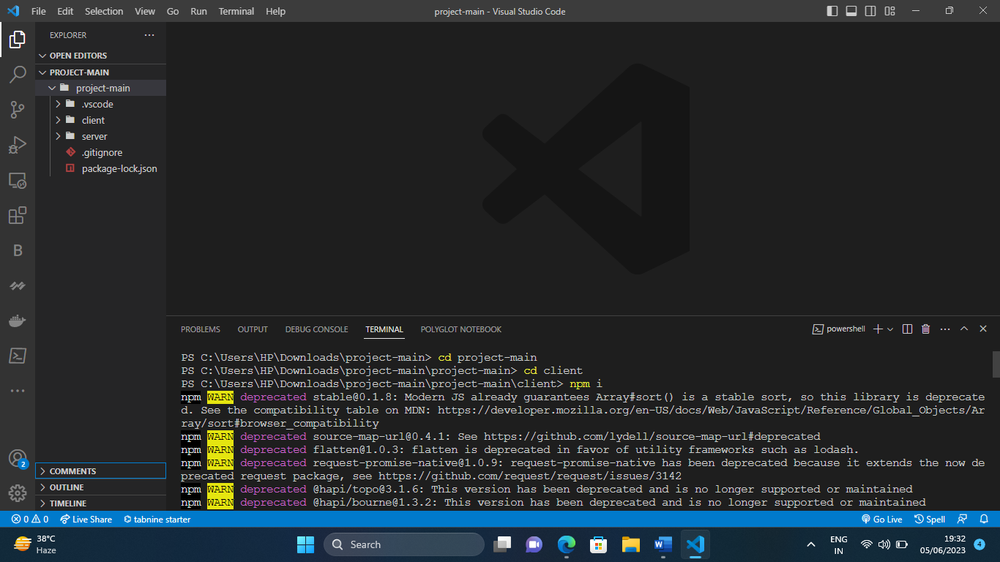 File Edit Selection View Go Run Terminal Help
project-main - Visual Studio Code
EXPLORER
OPEN EDITORS
PROJECT-MAIN
project-main
.vscode
client
server
.gitignore
package-lock.json
B
2
COMMENTS
OUTLINE
TIMELINE
PROBLEMS OUTPUT DEBUG CONSOLE TERMINAL POLYGLOT NOTEBOOK
powershell
PS C:\Users\HP\Downloads\project-main> cd project-main
PS C:\Users\HP\Downloads\project-main\project-main> cd client
PS C:\Users\HP\Downloads\project-main\project-main\client> npm i
npm WARN deprecated stable@0.1.8: Modern JS already guarantees Array#sort() is a stable sort, so this library is deprecate
d. See the compatibility table on MDN: https://developer.mozilla.org/en-US/docs/Web/JavaScript/Reference/Global_Objects/Ar
ray/sort#browser_compatibility
npm WARN deprecated source-map-url@0.4.1: See https://github.com/lydell/source-map-url#deprecated
npm WARN deprecated flatten@1.0.3: flatten is deprecated in favor of utility frameworks such as lodash.
npm WARN deprecated request-promise-native@1.0.9: request-promise-native has been deprecated because it extends the now de
precated request package, see https://github.com/request/request/issues/3142
npm WARN deprecated @hapi/topo@3.1.6: This version has been deprecated and is no longer supported or maintained
npm WARN deprecated @hapi/bourne@1.3.2: This version has been deprecated and is no longer supported or maintained
0 0 Live Share tabnine starter
Go Live Spell
38°C
Haze
Search
ENG
IN
19:32
05/06/2023
4